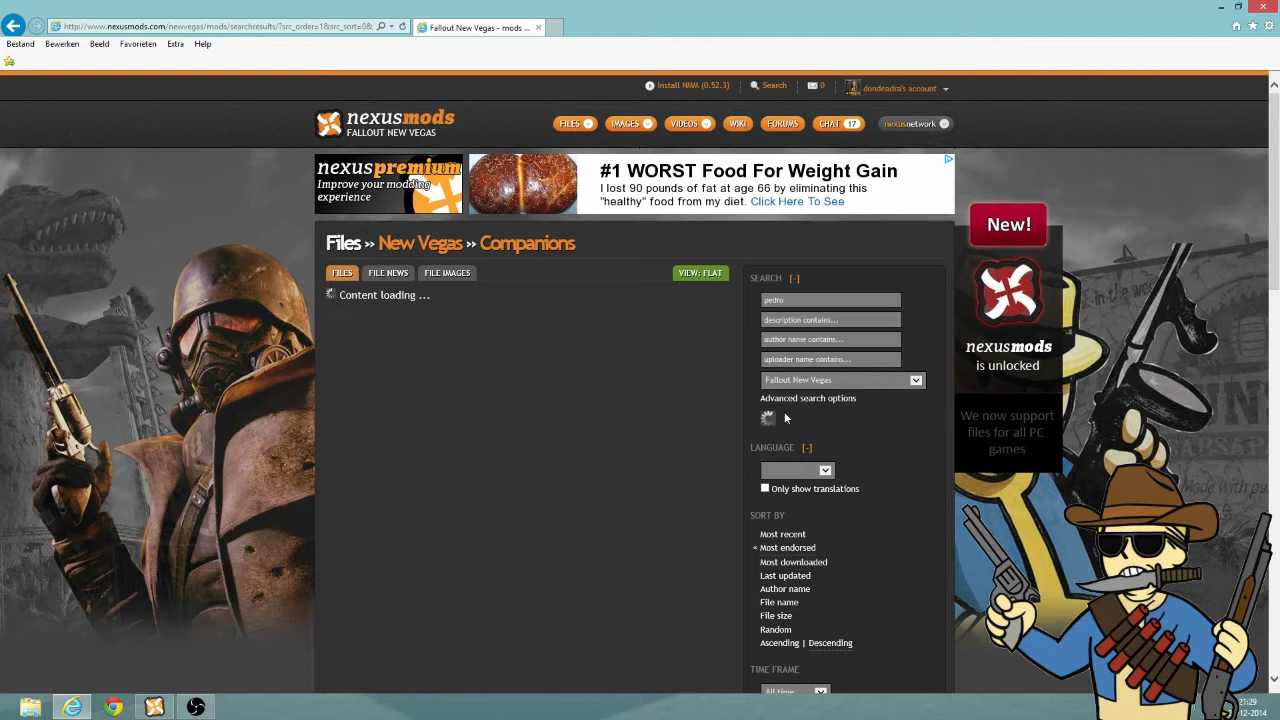 http://www.nexusmods.com/newvegas/mods/searchresults/?src_order=1&src_sort=0&
Fallout New Vegas - mods ...
Bestand Bewerken Beeld Favorieten Extra Help
Install NMM (0.52.3) Search 0 dondeadra's account
nexusmods
FALLOUT NEW VEGAS
FILES IMAGES VIDEOS WIKI FORUMS CHAT 17 nexusnetwork
nexuspremium
Improve your modding
experience
#1 WORST Food For Weight Gain
I lost 90 pounds of fat at age 66 by eliminating this
"healthy" food from my diet. Click Here To See
Files » New Vegas » Companions
FILES FILE NEWS FILE IMAGES VIEW: FLAT
Content loading ...
SEARCH [-]
pedro
description contains...
author name contains...
uploader name contains...
Fallout New Vegas
Advanced search options
LANGUAGE [-]
Only show translations
SORT BY
Most recent
« Most endorsed
Most downloaded
Last updated
Author name
File name
File size
Random
Ascending | Descending
TIME FRAME
All time
New!
nexusmods
is unlocked
We now support
files for all PC
games
21:29
12-2014